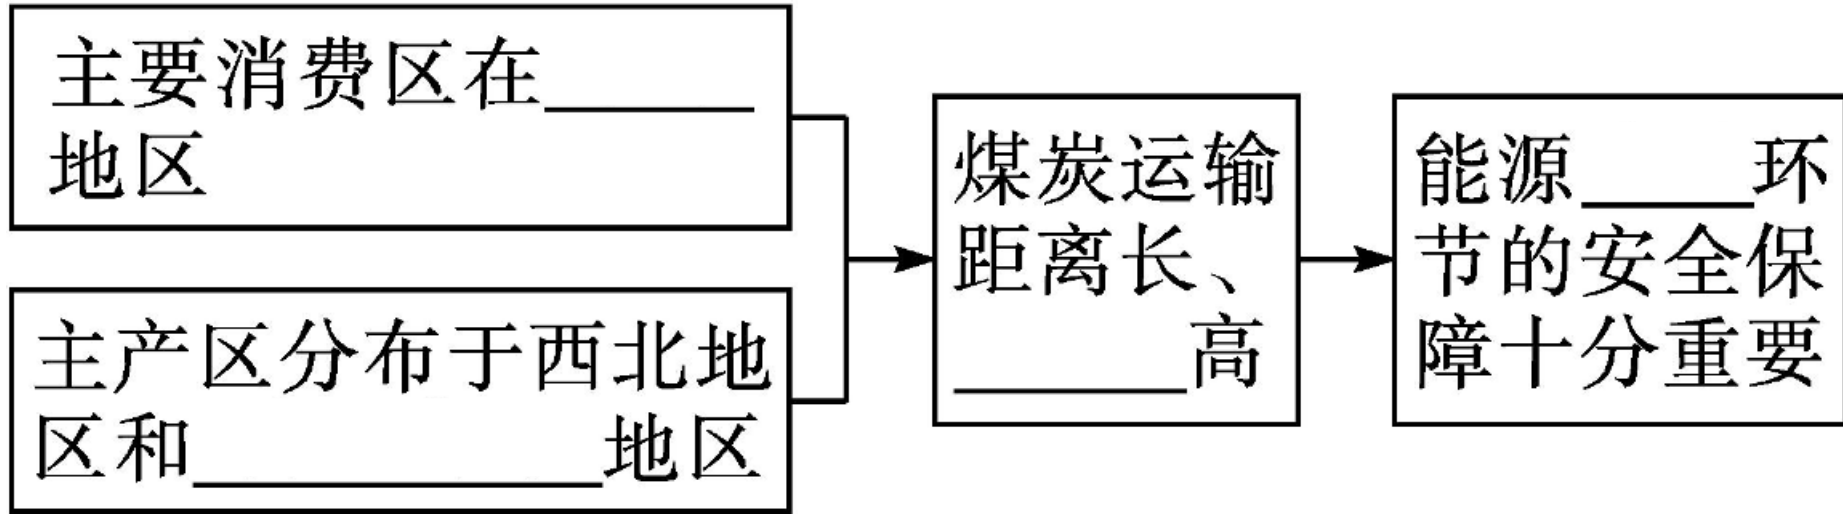 主要消费区在______
地区
主产区分布于西北地
区和____________地区
煤炭运输
距离长、
_______高
能源_____环
节的安全保
障十分重要